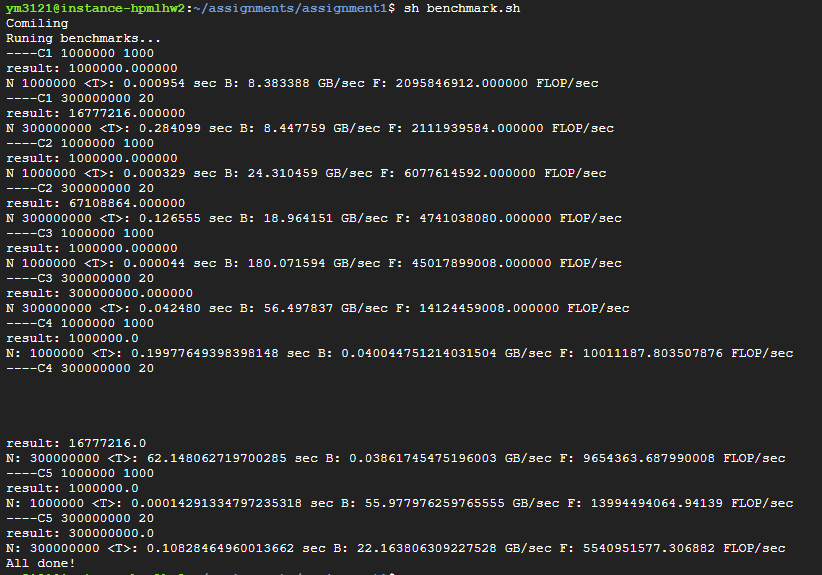 ym3121@instance-hpmlhw2:~/assignments/assignment1$ sh benchmark.sh
Comiling
Runing benchmarks...
----C1 1000000 1000
result: 1000000.000000
N 1000000 <T>: 0.000954 sec B: 8.383388 GB/sec F: 2095846912.000000 FLOP/sec
----C1 300000000 20
result: 16777216.000000
N 300000000 <T>: 0.284099 sec B: 8.447759 GB/sec F: 2111939584.000000 FLOP/sec
----C2 1000000 1000
result: 1000000.000000
N 1000000 <T>: 0.000329 sec B: 24.310459 GB/sec F: 6077614592.000000 FLOP/sec
----C2 300000000 20
result: 67108864.000000
N 300000000 <T>: 0.126555 sec B: 18.964151 GB/sec F: 4741038080.000000 FLOP/sec
----C3 1000000 1000
result: 1000000.000000
N 1000000 <T>: 0.000044 sec B: 180.071594 GB/sec F: 45017899008.000000 FLOP/sec
----C3 300000000 20
result: 300000000.000000
N 300000000 <T>: 0.042480 sec B: 56.497837 GB/sec F: 14124459008.000000 FLOP/sec
----C4 1000000 1000
result: 1000000.0
N: 1000000 <T>: 0.19977649398398148 sec B: 0.040044751214031504 GB/sec F: 10011187.803507876 FLOP/sec
----C4 300000000 20
result: 16777216.0
N: 300000000 <T>: 62.148062719700285 sec B: 0.03861745475196003 GB/sec F: 9654363.687990008 FLOP/sec
----C5 1000000 1000
result: 1000000.0
N: 1000000 <T>: 0.00014291334797235318 sec B: 55.977976259765555 GB/sec F: 13994494064.94139 FLOP/sec
----C5 300000000 20
result: 300000000.0
N: 300000000 <T>: 0.10828464960013662 sec B: 22.163806309227528 GB/sec F: 5540951577.306882 FLOP/sec
All done!